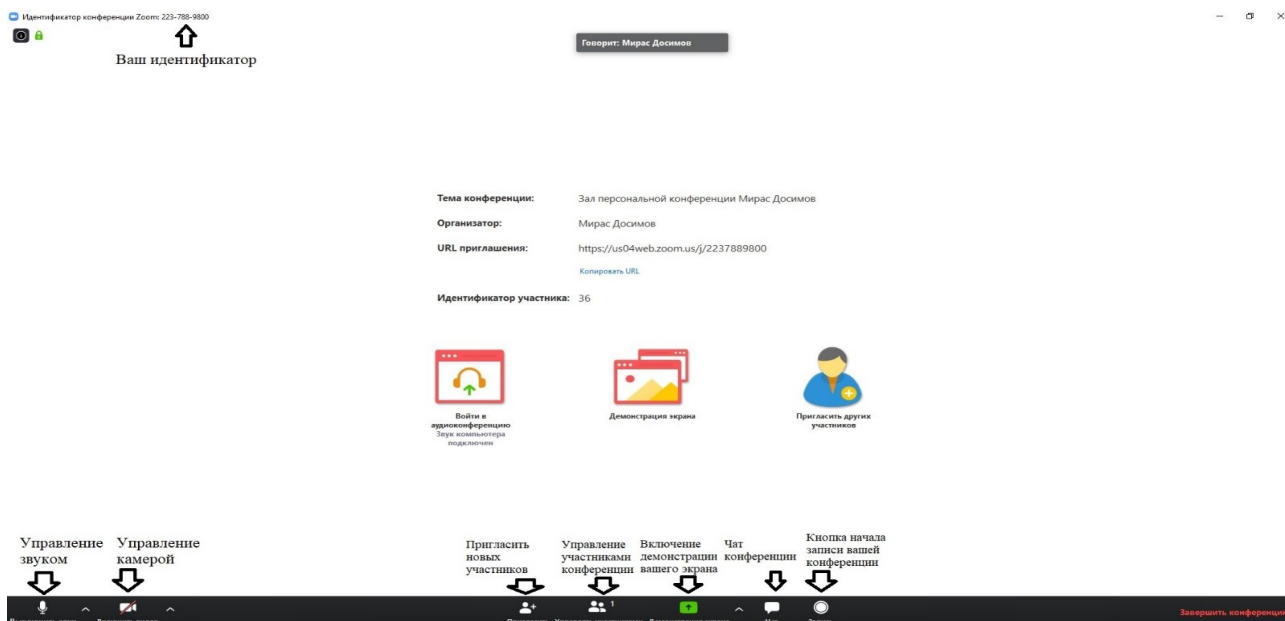 Идентификатор конференции Zoom: 223-788-9800
Ваш идентификатор
Говорит: Мирас Досимов
Тема конференции: Зал персональной конференции Мирас Досимов
Организатор: Мирас Досимов
URL приглашения: https://us04web.zoom.us/j/2237889800
Копировать URL
Идентификатор участника: 36
Войти в
аудиоконференцию
Звук компьютера
подключен
Демонстрация экрана
Пригласить других
участников
Управление
звуком
Управление
камерой
Пригласить
новых
участников
Управление
участниками
конференции
Включение
демонстрации
вашего экрана
Чат
конференции
Кнопка начала
записи вашей
конференции
1
Завершить конференцию